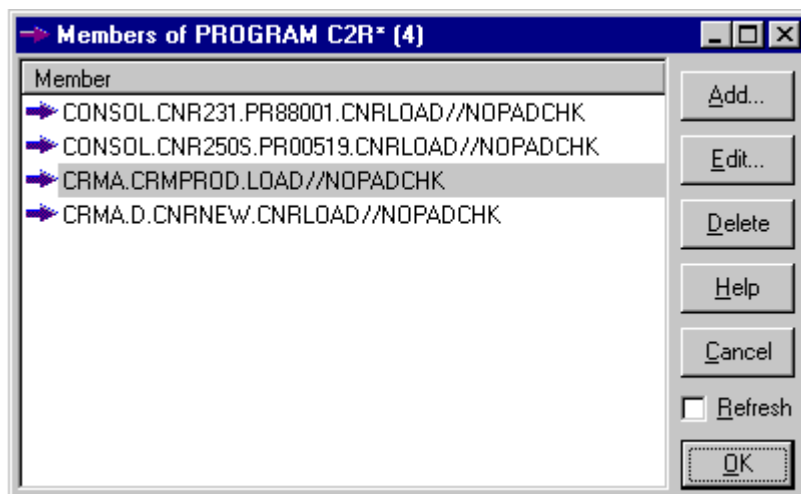 Members of PROGRAM C2R* (4)
Member
CONSOL.CNR231.PR88001.CNRLOAD//NOPADCHK
CONSOL.CNR250S.PR00519.CNRLOAD//NOPADCHK
CRMA.CRMPROD.LOAD//NOPADCHK
CRMA.D.CNRNEW.CNRLOAD//NOPADCHK
Add...
Edit...
Delete
Help
Cancel
Refresh
OK